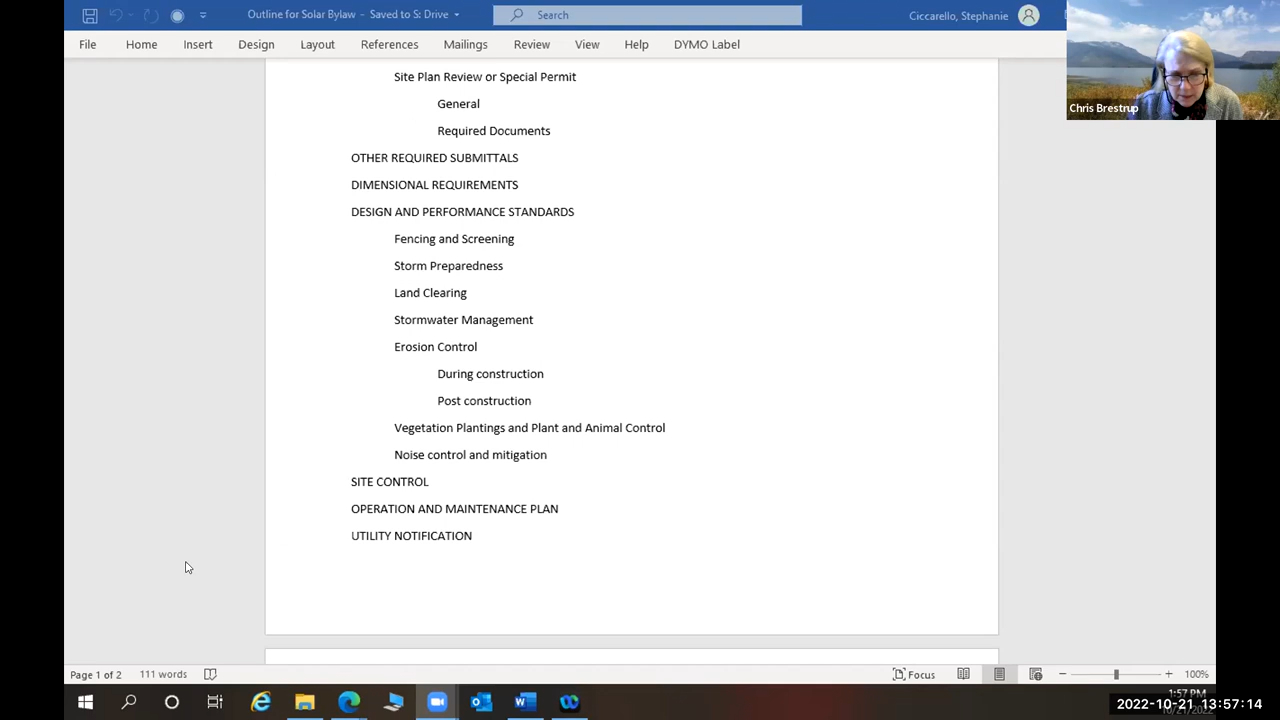 Outline for Solar Bylaw - Saved to S: Drive
Search
Ciccarello, Stephanie
File Home Insert Design Layout References Mailings Review View Help DYMO Label
Chris Brestrup
Site Plan Review or Special Permit
General
Required Documents
OTHER REQUIRED SUBMITTALS
DIMENSIONAL REQUIREMENTS
DESIGN AND PERFORMANCE STANDARDS
Fencing and Screening
Storm Preparedness
Land Clearing
Stormwater Management
Erosion Control
During construction
Post construction
Vegetation Plantings and Plant and Animal Control
Noise control and mitigation
SITE CONTROL
OPERATION AND MAINTENANCE PLAN
UTILITY NOTIFICATION
Page 1 of 2 111 words Focus 100%
1:57 PM
2022-10-21 13:57:14
10/21/2022